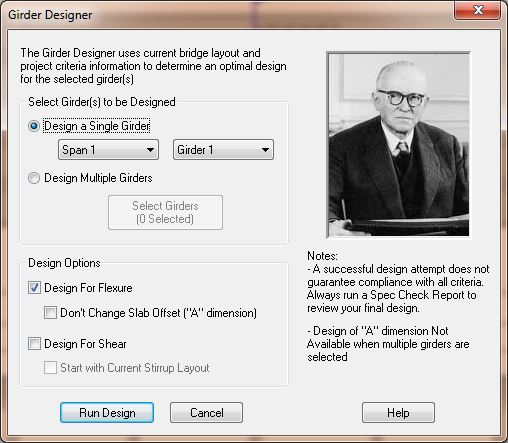 Girder Designer
The Girder Designer uses current bridge layout and
project criteria information to determine an optimal design
for the selected girder(s)
Select Girder(s) to be Designed
Design a Single Girder
Span 1
Girder 1
Design Multiple Girders
Select Girders
(0 Selected)
Design Options
Design For Flexure
Don't Change Slab Offset ("A" dimension)
Design For Shear
Start with Current Stirrup Layout
Notes:
- A successful design attempt does not
guarantee compliance with all criteria.
Always run a Spec Check Report to
review your final design.
- Design of "A" dimension Not
Available when multiple girders are
selected
Run Design
Cancel
Help